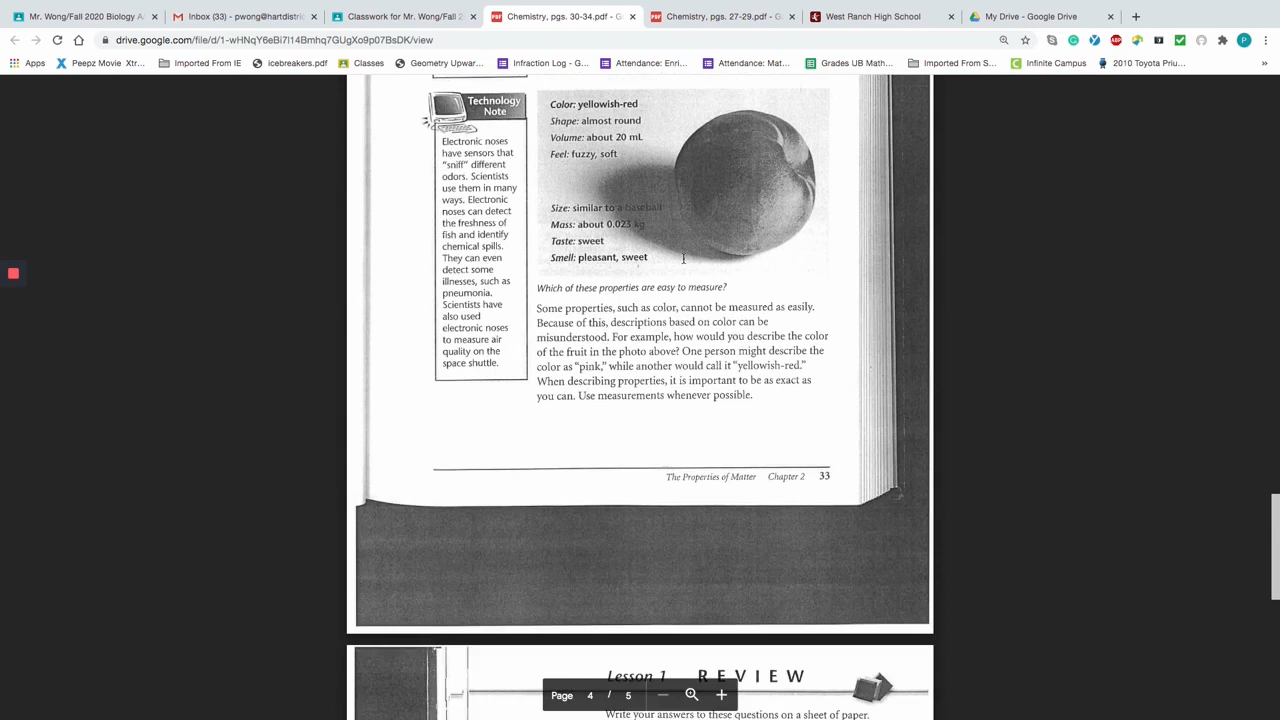 Mr. Wong/Fall 2020 Biology A
Inbox (33) - pwong@hartdistric
Classwork for Mr. Wong/Fall 2
Chemistry, pgs. 30-34.pdf - G
Chemistry, pgs. 27-29.pdf - G
West Ranch High School
My Drive - Google Drive
drive.google.com/file/d/1-wHNqY6eBi7l14Bmhq7GUgXo9p07BsDK/view
Apps
Peepz Movie Xtr...
Imported From IE
icebreakers.pdf
Classes
Geometry Upwar...
Infraction Log - G...
Attendance: Enri...
Attendance: Mat...
Grades UB Math...
Imported From S...
Infinite Campus
2010 Toyota Priu...
Technology
Note
Electronic noses
have sensors that
"sniff" different
odors. Scientists
use them in many
ways. Electronic
noses can detect
the freshness of
fish and identify
chemical spills.
They can even
detect some
illnesses, such as
pneumonia.
Scientists have
also used
electronic noses
to measure air
quality on the
space shuttle.
Color: yellowish-red
Shape: almost round
Volume: about 20 mL
Feel: fuzzy, soft
Size: similar to a baseball
Mass: about 0.023 kg
Taste: sweet
Smell: pleasant, sweet
Which of these properties are easy to measure?
Some properties, such as color, cannot be measured as easily.
Because of this, descriptions based on color can be
misunderstood. For example, how would you describe the color
of the fruit in the photo above? One person might describe the
color as "pink," while another would call it "yellowish-red."
When describing properties, it is important to be as exact as
you can. Use measurements whenever possible.
The Properties of Matter Chapter 2 33
Lesson 1 REVIEW
Page 4 / 5
Write your answers to these questions on a sheet of paper.